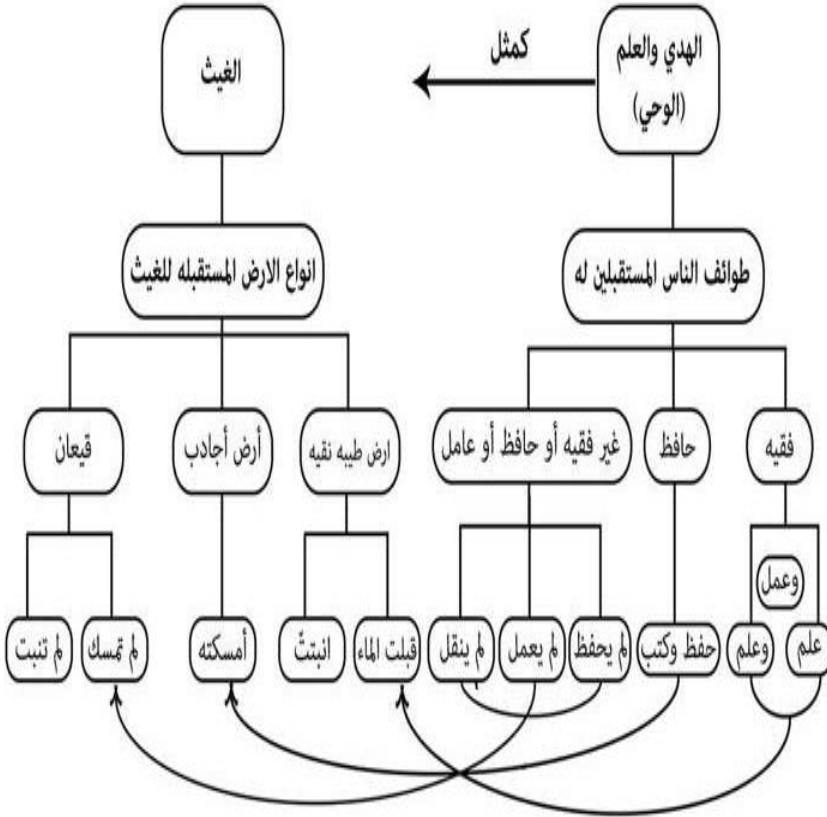 الهدي والعلم
(الوحي)
كمثل
الغيث
طوائف الناس المستقبلين له
انواع الارض المستقبله للغيث
فقيه
حافظ
غير فقيه أو حافظ أو عامل
ارض طيبه نقيه
أرض أجادب
قيعان
وعمل
علم
وعلم
حفظ وكتب
لم يحفظ
لم يعمل
لم ينقل
قبلت الماء
انبتتْ
أمسكته
لم تمسك
لم تنبت